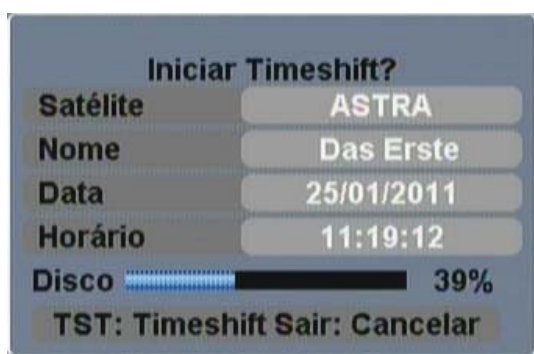 Iniciar Timeshift?
Satélite ASTRA
Nome Das Erste
Data 25/01/2011
Horário 11:19:12
Disco 39%
TST: Timeshift Sair: Cancelar